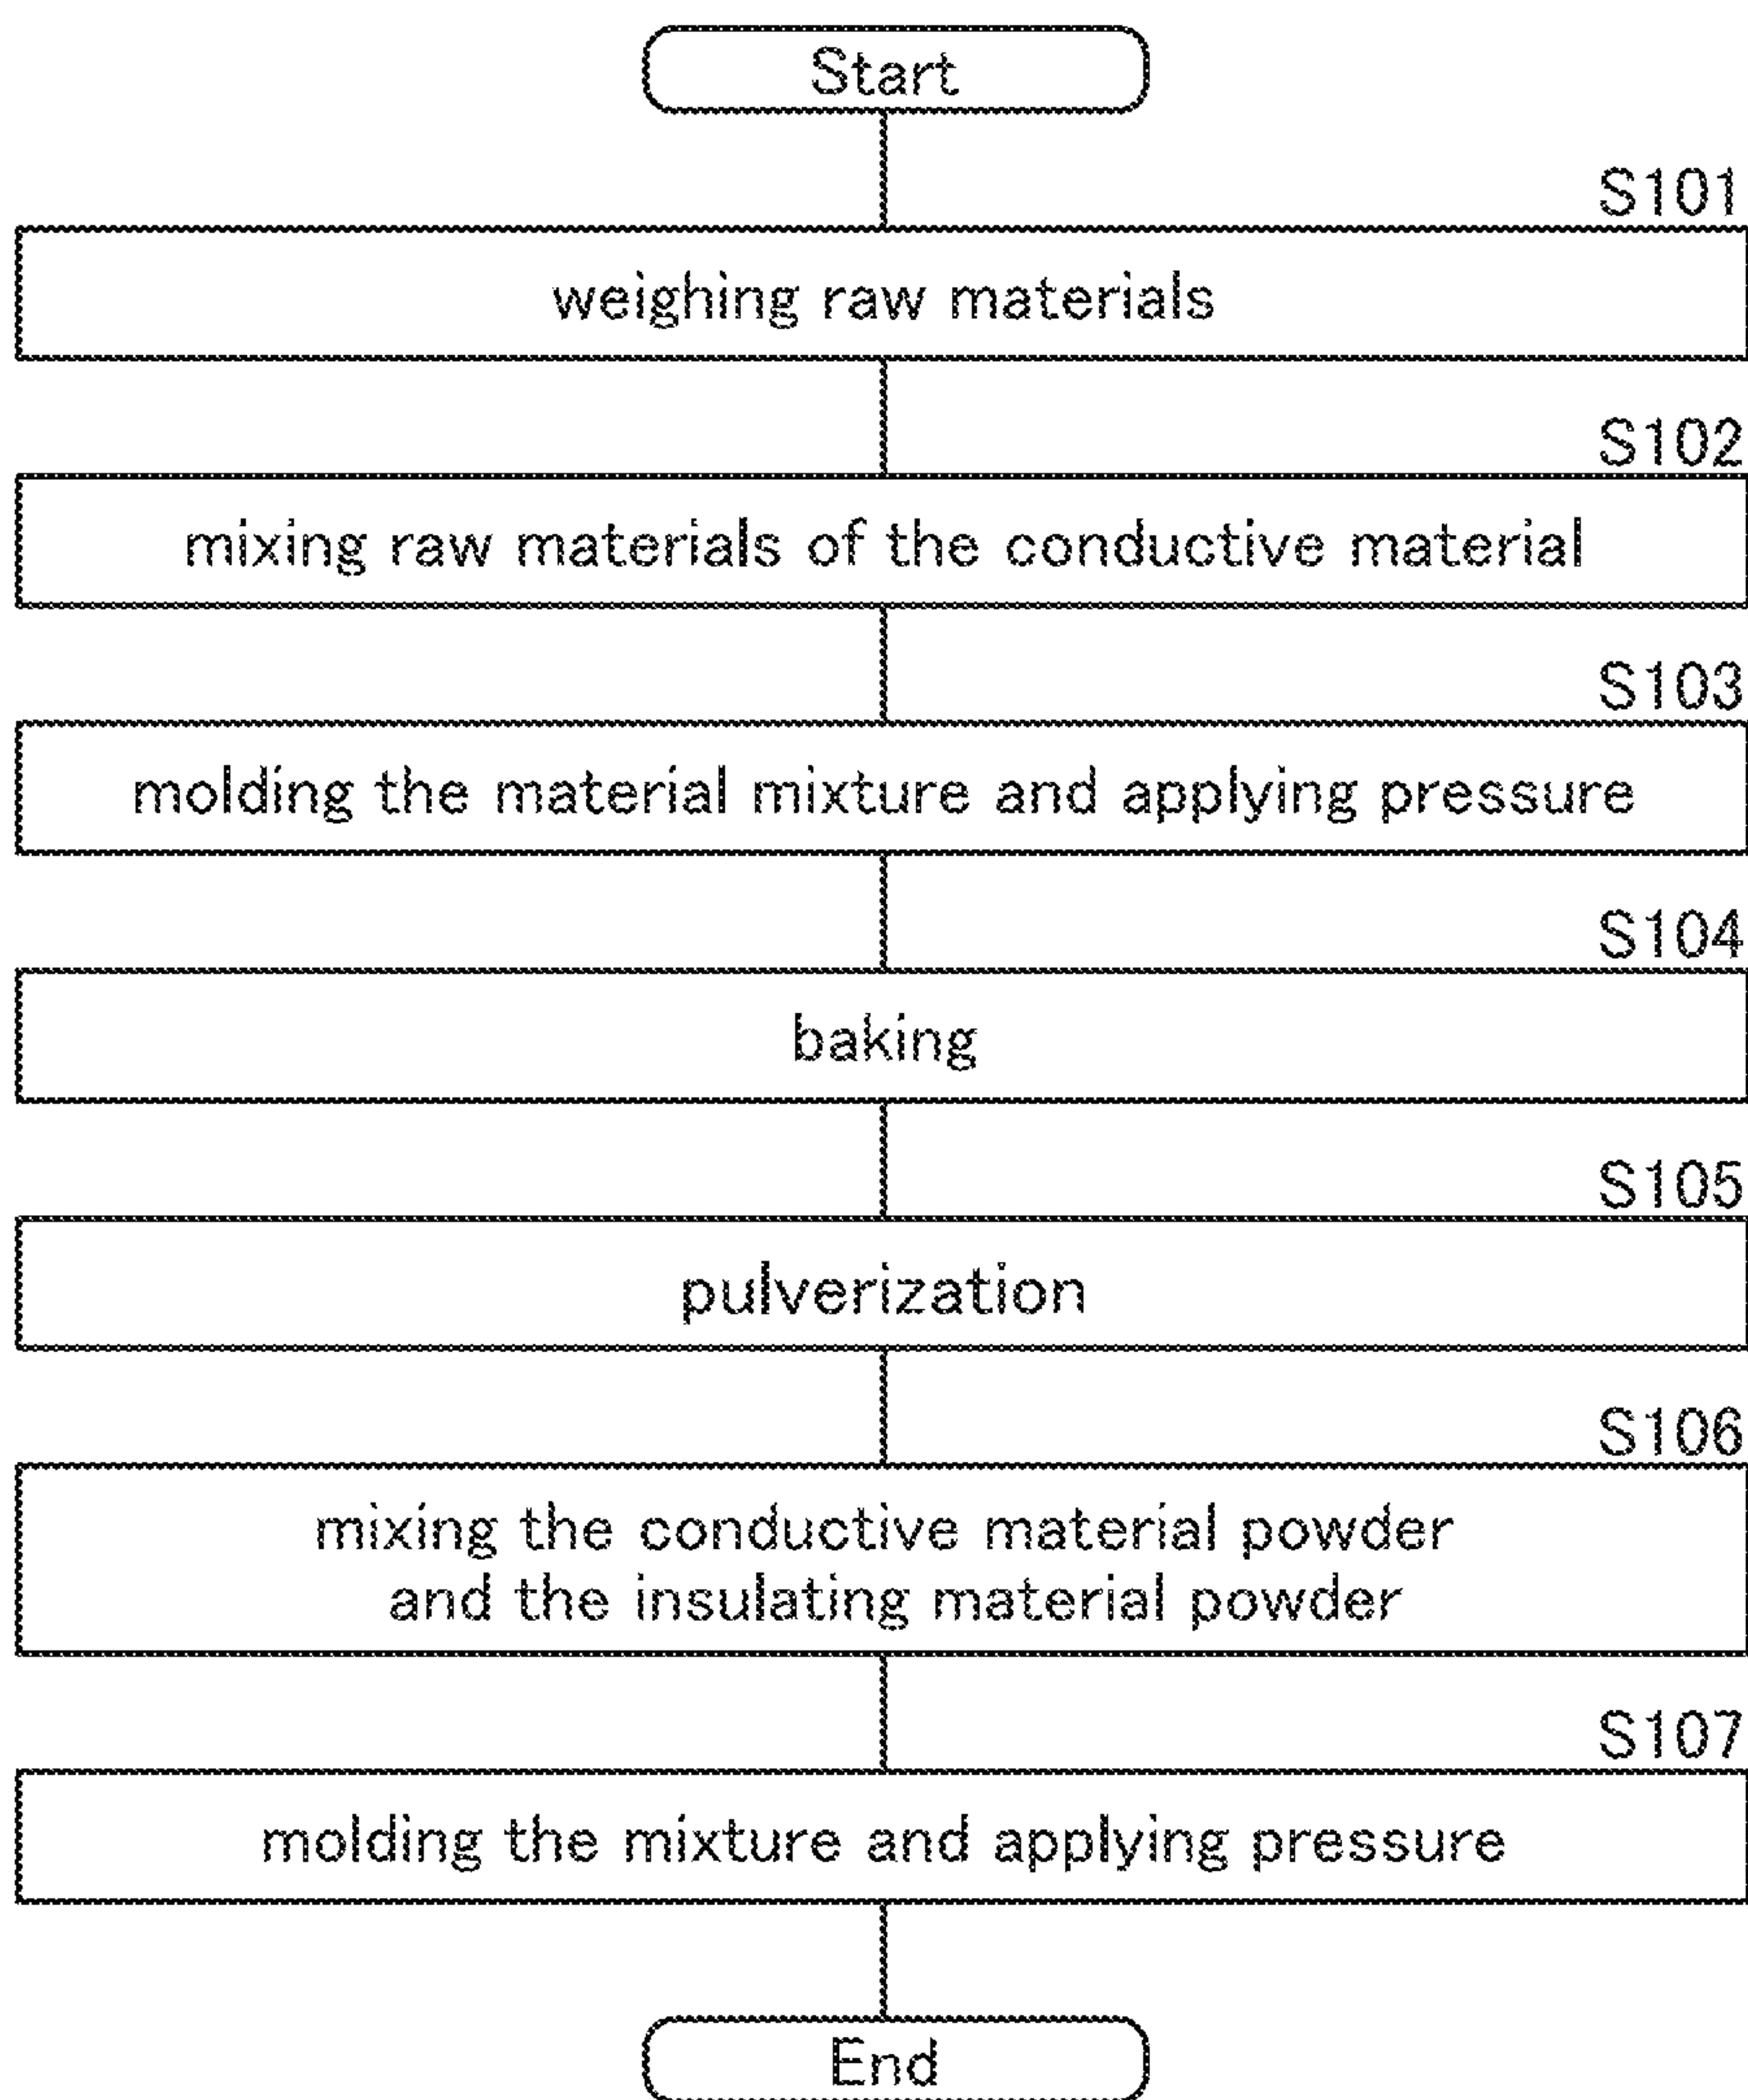 Start
S101
weighing raw materials
S102
mixing raw materials of the conductive material
S103
molding the material mixture and applying pressure
S104
baking
S105
pulverization
S106
mixing the conductive material powder
and the insulating material powder
S107
molding the mixture and applying pressure
End